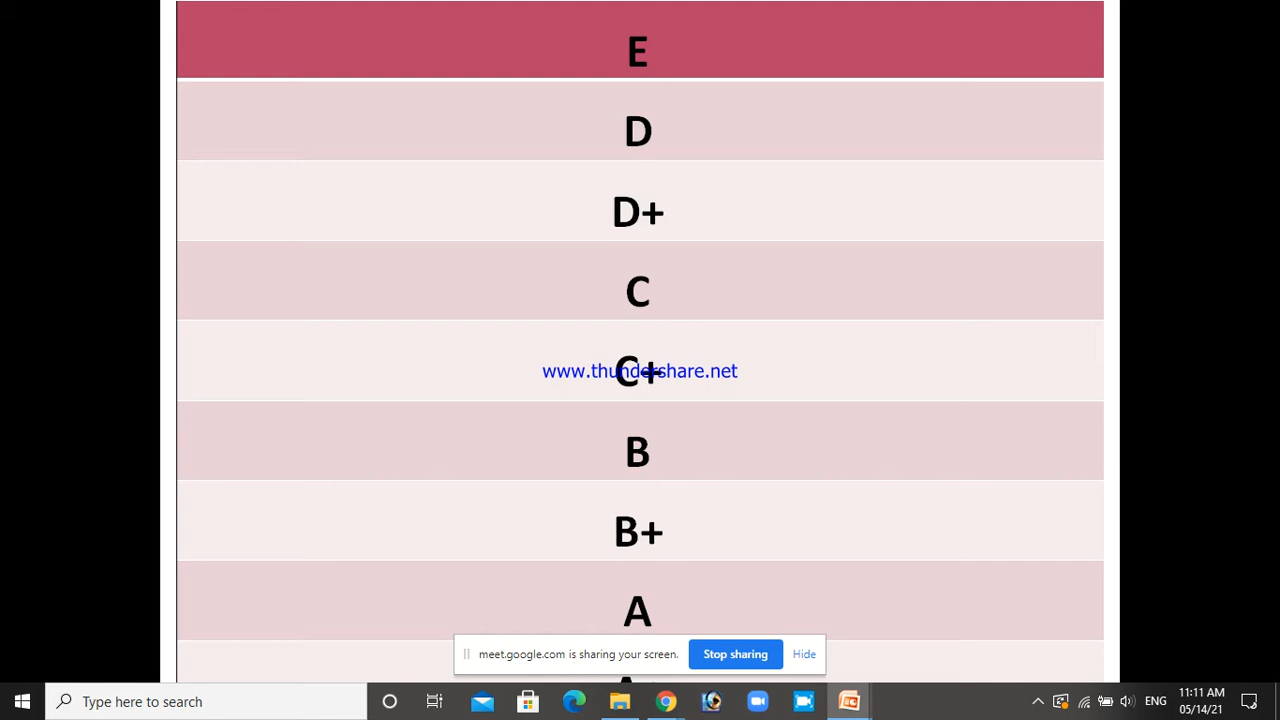 E
D
D+
C
C+
www.thundershare.net
B
B+
A
meet.google.com is sharing your screen.
Stop sharing
Hide
Type here to search
ENG
11:11 AM
05/14/21